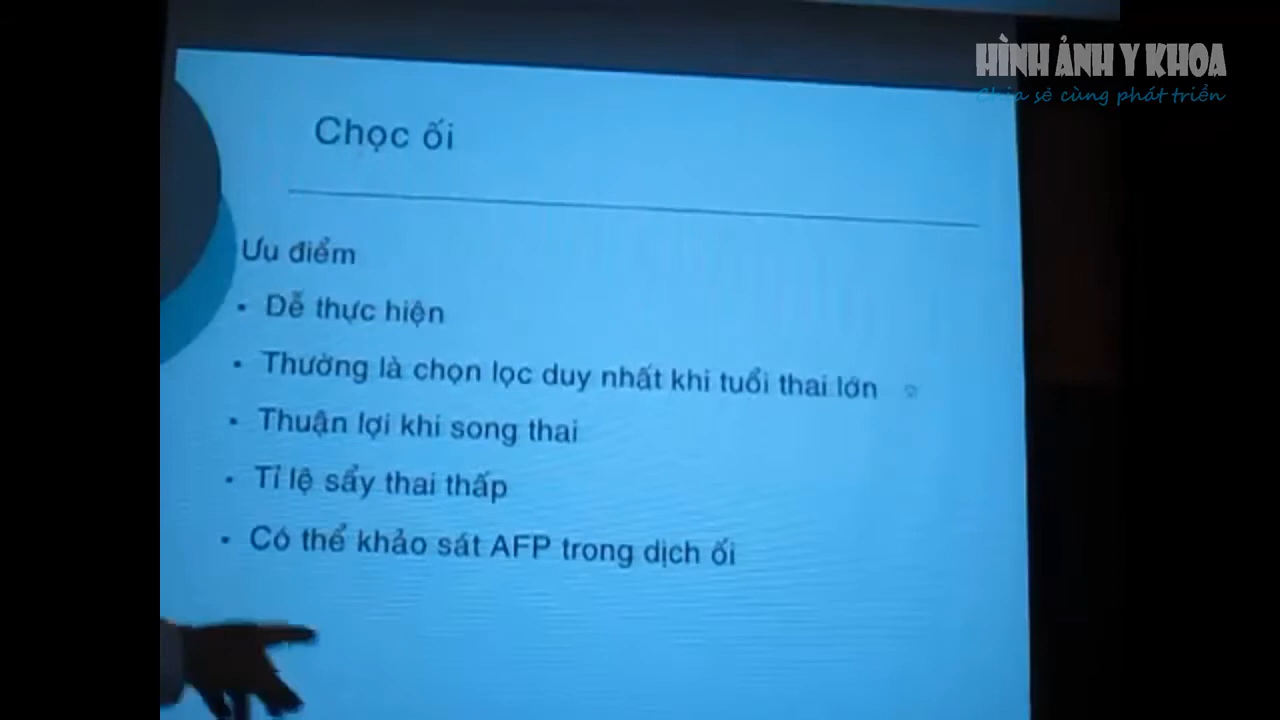 HÌNH ẢNH Y KHOA
Chia sẻ cùng phát triển
Chọc ối
Ưu điểm
• Dễ thực hiện
• Thường là chọn lọc duy nhất khi tuổi thai lớn
• Thuận lợi khi song thai
• Tỉ lệ sẩy thai thấp
• Có thể khảo sát AFP trong dịch ối